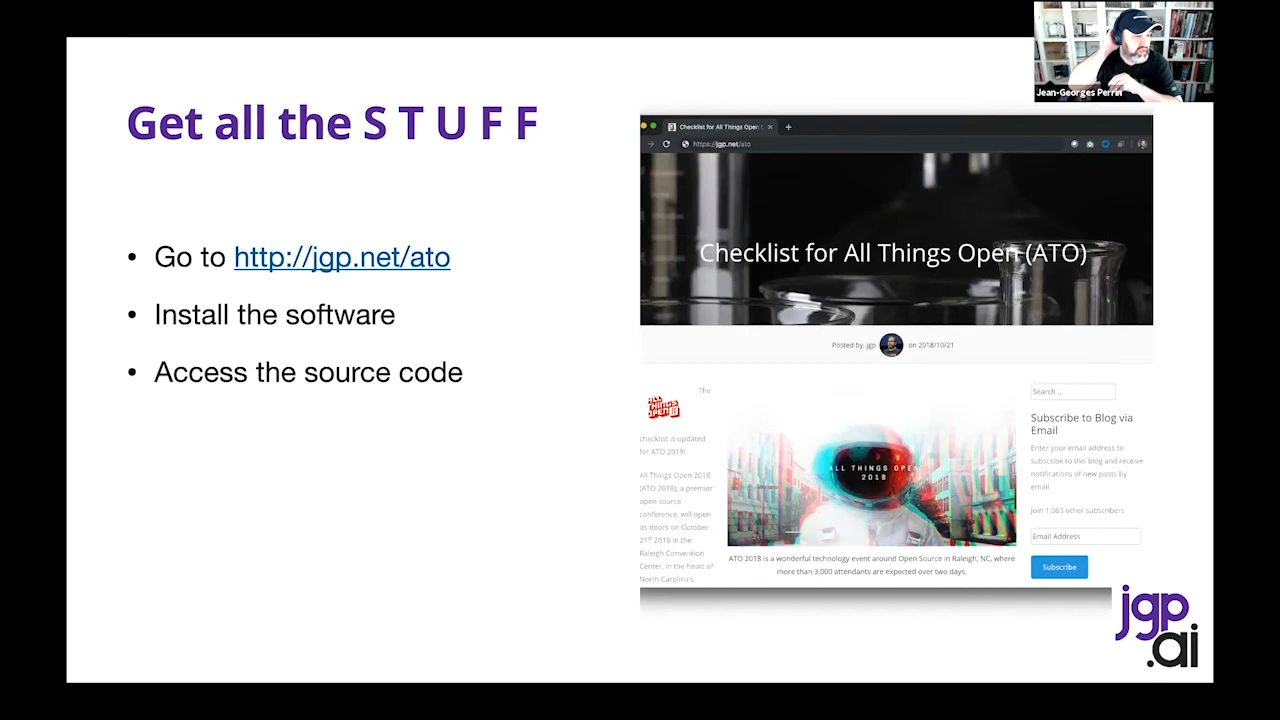 Jean-Georges Perrin
Get all the S T U F F
• Go to http://jgp.net/ato
• Install the software
• Access the source code
Checklist for All Things Open
https://jgp.net/ato
Checklist for All Things Open (ATO)
Posted by, jgp on 2018/10/21
ALL
THINGS
OPEN
The
checklist is updated
for ATO 2019!
All Things Open 2018
(ATO 2018), a premier
open source
conference, will open
its doors on October
21st 2018 in the
Raleigh Convention
Center, in the heart of
North Carolina's
ALL THINGS OPEN
2018
ATO 2018 is a wonderful technology event around Open Source in Raleigh, NC, where
more than 3,000 attendants are expected over two days.
Search ...
Subscribe to Blog via
Email
Enter your email address to
subscribe to this blog and receive
notifications of new posts by
email.
Join 1,063 other subscribers
Email Address
Subscribe
jgp
.ai